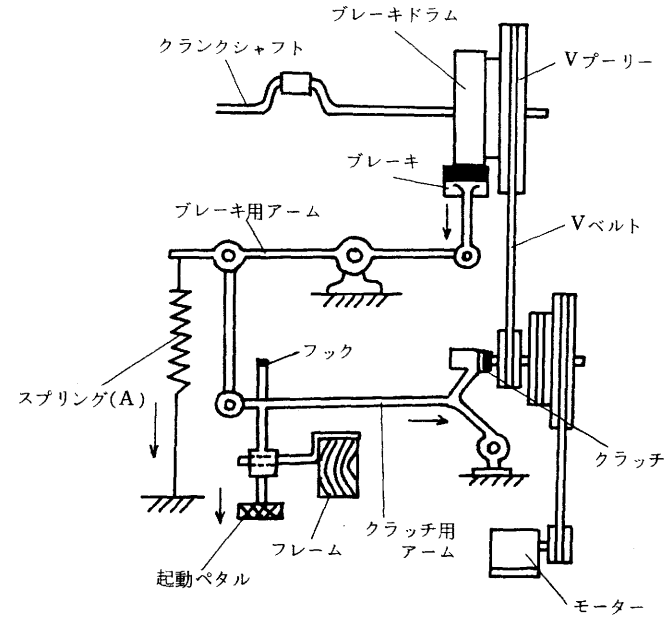 ブレーキドラム
クランクシャフト
Vプーリー
ブレーキ
ブレーキ用アーム
Vベルト
フック
スプリング(A)
クラッチ
クラッチ用
アーム
フレーム
起動ペタル
モーター